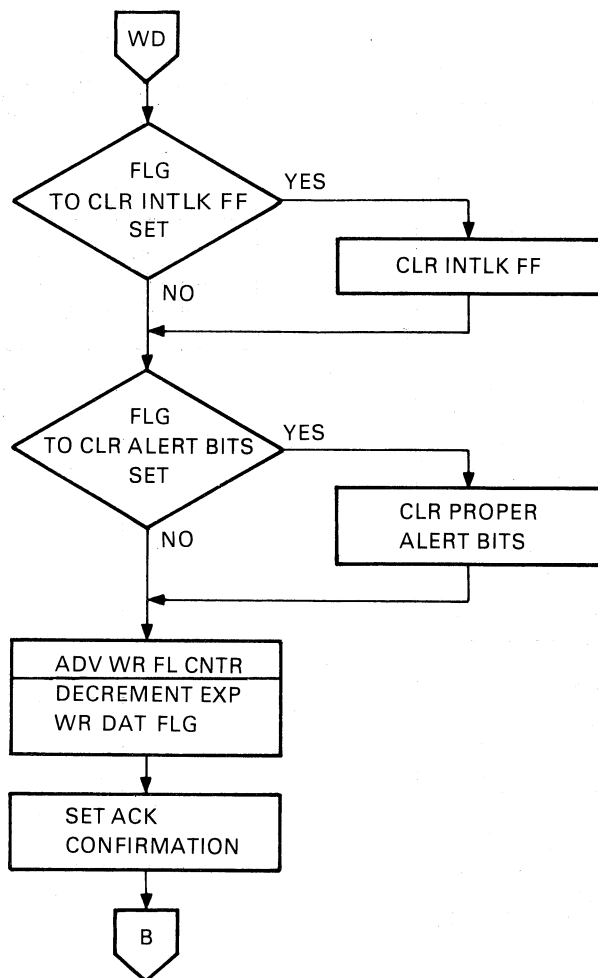 WD
FLG
TO CLR INTLK FF
SET
YES
CLR INTLK FF
NO
FLG
TO CLR ALERT BITS
SET
YES
CLR PROPER
ALERT BITS
NO
ADV WR FL CNTR
DECREMENT EXP
WR DAT FLG
SET ACK
CONFIRMATION
B